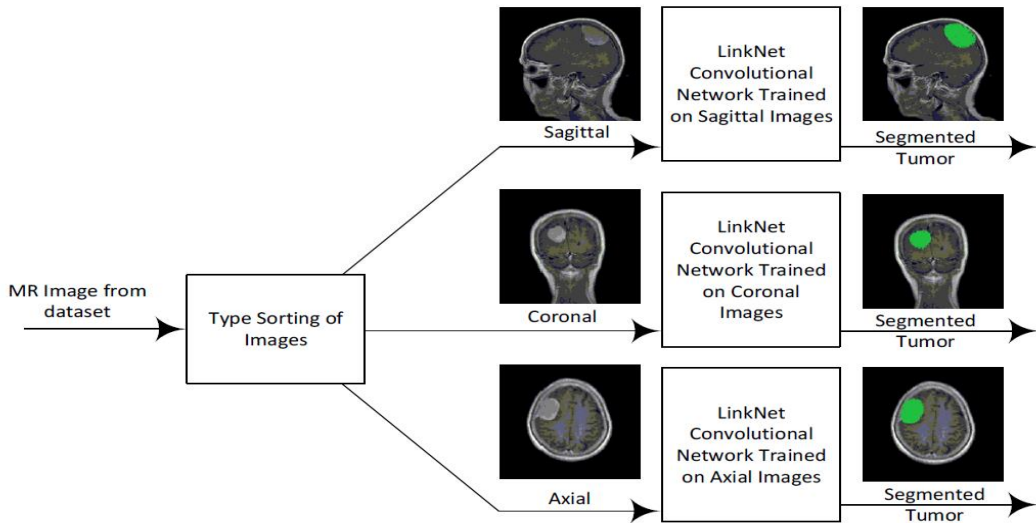 MR Image from
dataset
Type Sorting of
Images
Sagittal
LinkNet
Convolutional
Network Trained
on Sagittal Images
Segmented
Tumor
Coronal
LinkNet
Convolutional
Network Trained
on Coronal
Images
Segmented
Tumor
Axial
LinkNet
Convolutional
Network Trained
on Axial Images
Segmented
Tumor